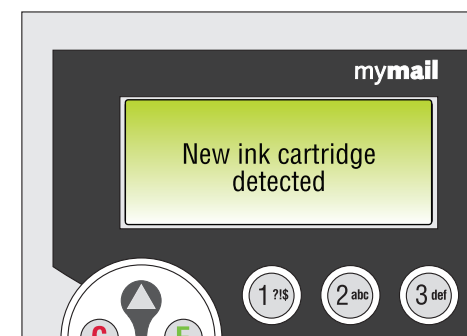 mymail
New ink cartridge
detected
1 ?!$ 2 abc 3 def
C E